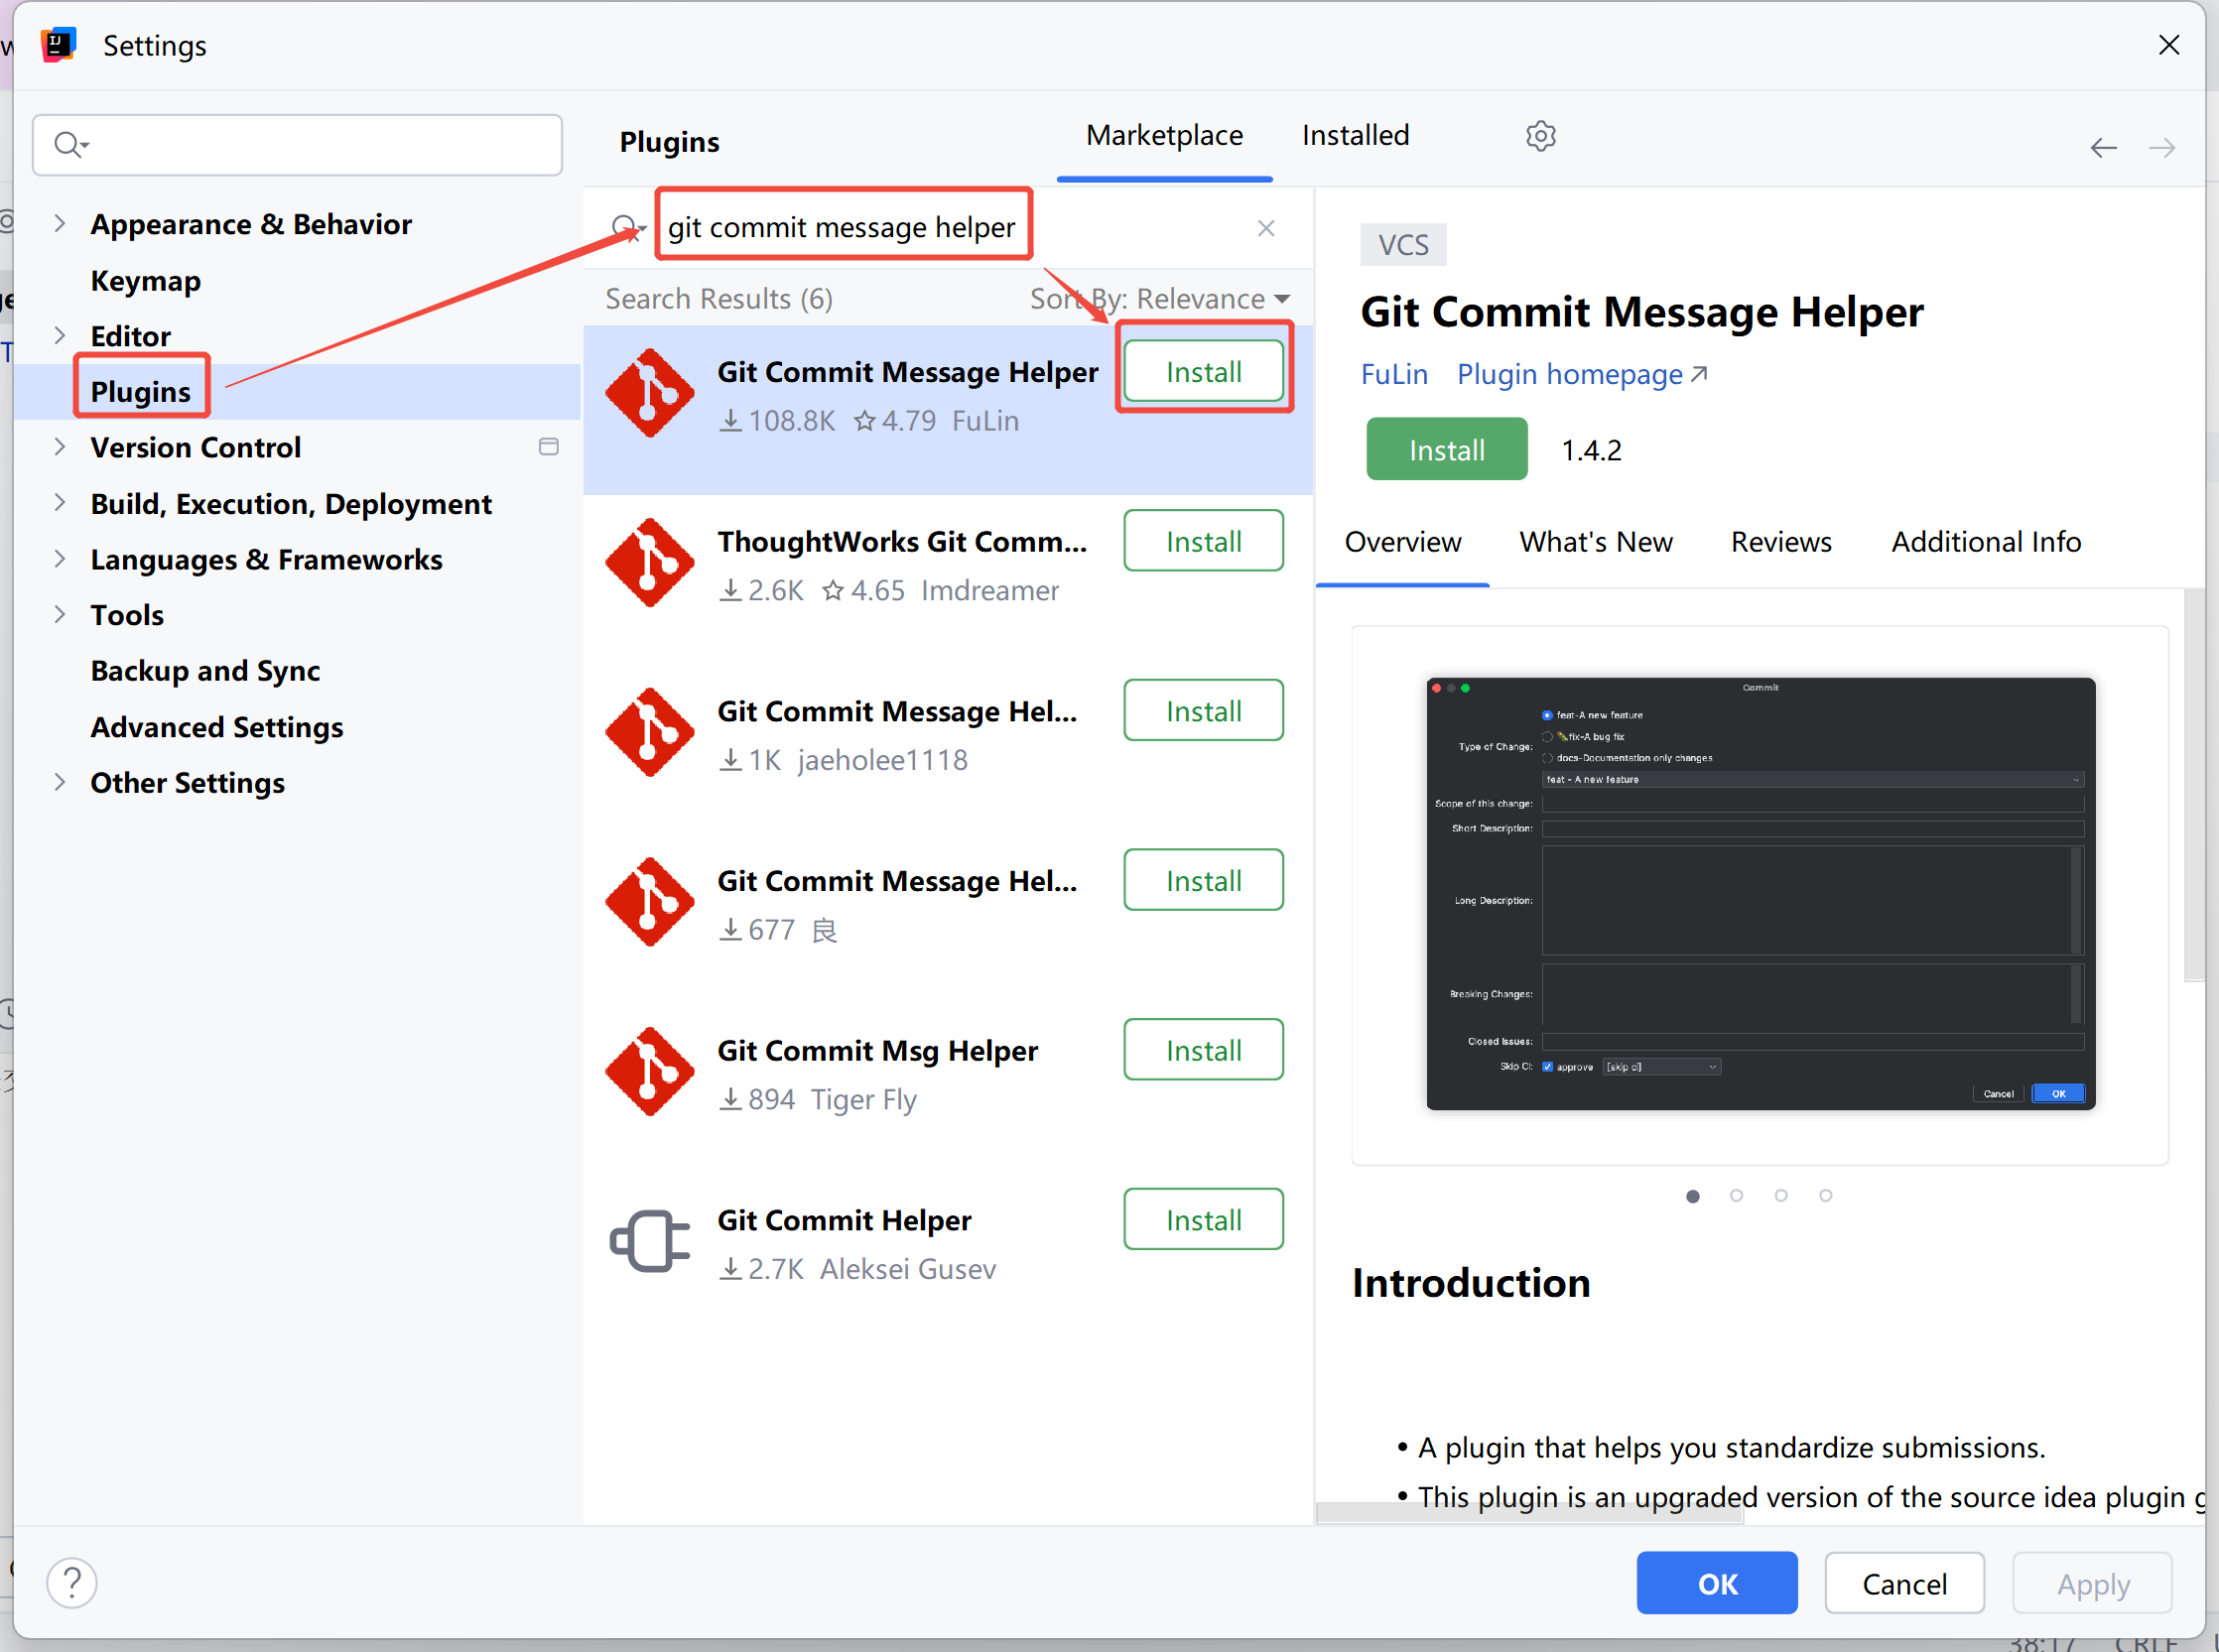 Settings
Plugins
Marketplace
Installed
Appearance & Behavior
Keymap
Editor
Plugins
Version Control
Build, Execution, Deployment
Languages & Frameworks
Tools
Backup and Sync
Advanced Settings
Other Settings
git commit message helper
Search Results (6)
Sort By: Relevance
Git Commit Message Helper
Install
108.8K 4.79 FuLin
ThoughtWorks Git Comm...
Install
2.6K 4.65 Imdreamer
Git Commit Message Hel...
Install
1K jaeholee1118
Git Commit Message Hel...
Install
677 良
Git Commit Msg Helper
Install
894 Tiger Fly
Git Commit Helper
Install
2.7K Aleksei Gusev
VCS
Git Commit Message Helper
FuLin Plugin homepage
Install 1.4.2
Overview What's New Reviews Additional Info
Commit
feat-A new feature
Type of Change:
fix-A bug fix
docs-Documentation only changes
feat - A new feature
Scope of this change:
Short Description:
Long Description:
Breaking Changes:
Closed Issues:
Skip CI: approve [skip ci]
Cancel OK
Introduction
• A plugin that helps you standardize submissions.
• This plugin is an upgraded version of the source idea plugin g
? OK Cancel Apply
38:17 CRLF